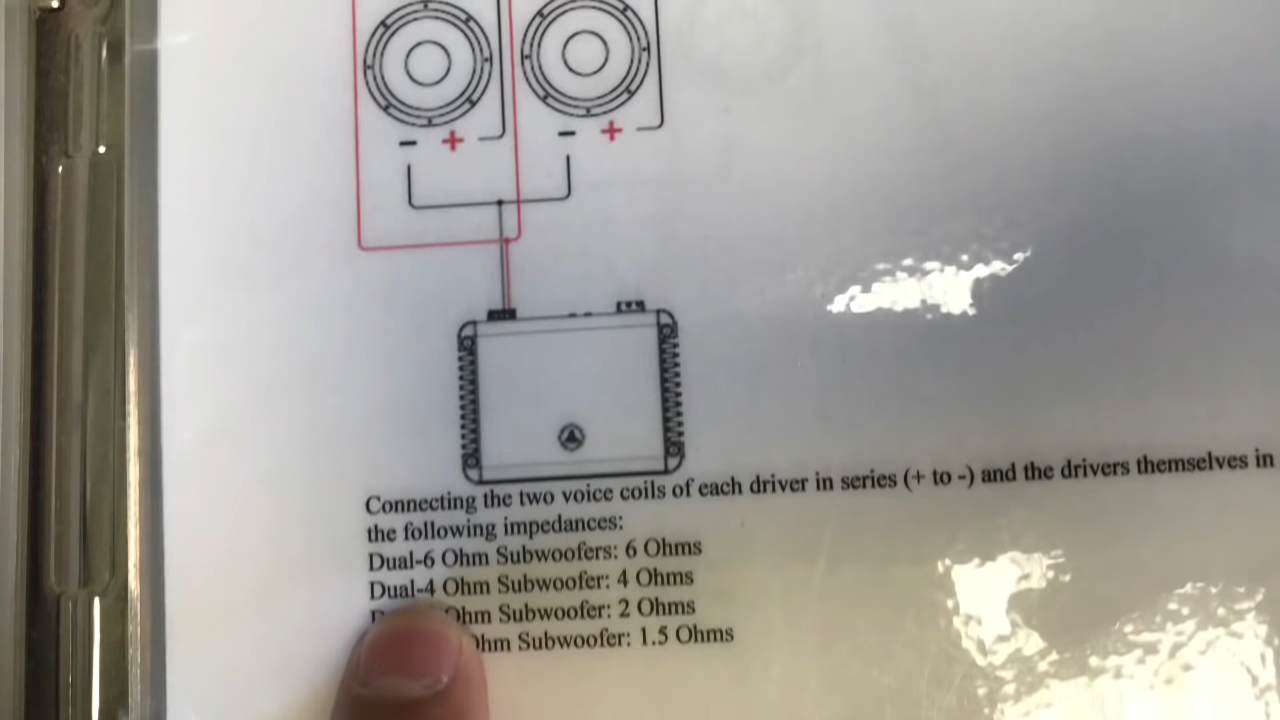 - + - +
Connecting the two voice coils of each driver in series (+ to -) and the drivers themselves in
the following impedances:
Dual-6 Ohm Subwoofers: 6 Ohms
Dual-4 Ohm Subwoofer: 4 Ohms
Ohm Subwoofer: 2 Ohms
Ohm Subwoofer: 1.5 Ohms